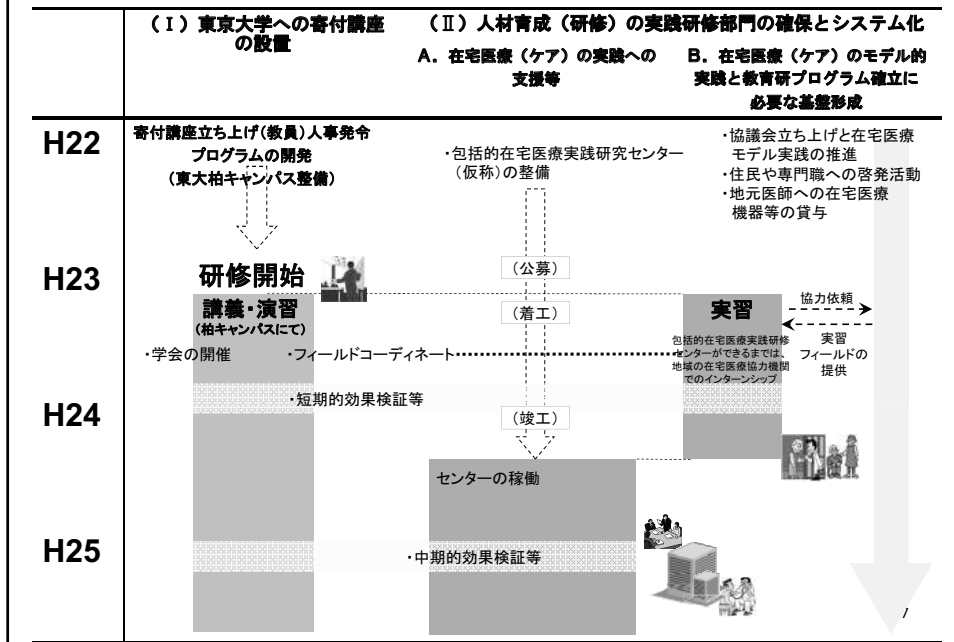 (Ⅰ)東京大学への寄付講座
の設置
(Ⅱ)人材育成(研修)の実践研修部門の確保とシステム化
A．在宅医療(ケア)の実践への
支援等
B．在宅医療(ケア)のモデル的
実践と教育研プログラム確立に
必要な基盤形成
H22
寄付講座立ち上げ(教員)人事発令
プログラムの開発
(東大柏キャンパス整備)
・包括的在宅医療実践研究センター
(仮称)の整備
・協議会立ち上げと在宅医療
モデル実践の推進
・住民や専門職への啓発活動
・地元医師への在宅医療
機器等の貸与
H23
研修開始
(公募)
講義・演習
(柏キャンパスにて)
(着工)
実習
協力依頼
・学会の開催
・フィールドコーディネート
包括的在宅医療実践研修
センターができるまでは、
地域の在宅医療協力機関
でのインターンシップ
実習
フィールドの
提供
・短期的効果検証等
H24
(竣工)
センターの稼働
H25
・中期的効果検証等